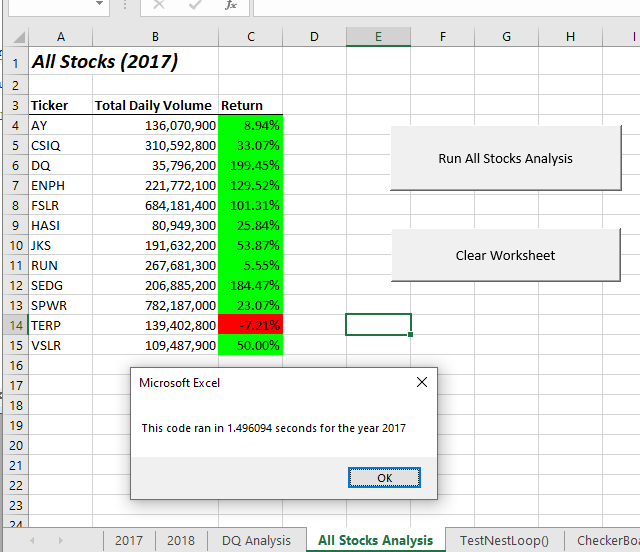 fx
A B C D E F G H I
1 All Stocks (2017)
2
3 Ticker Total Daily Volume Return
4 AY 136,070,900 8.94%
5 CSIQ 310,592,800 33.07% Run All Stocks Analysis
6 DQ 35,796,200 199.45%
7 ENPH 221,772,100 129.52%
8 FSLR 684,181,400 101.31%
9 HASI 80,949,300 25.84%
10 JKS 191,632,200 53.87% Clear Worksheet
11 RUN 267,681,300 5.55%
12 SEDG 206,885,200 184.47%
13 SPWR 782,187,000 23.07%
14 TERP 139,402,800 -7.21%
15 VSLR 109,487,900 50.00%
16
17 Microsoft Excel
18
19 This code ran in 1.496094 seconds for the year 2017
20
21
22 OK
23
24
2017 2018 DQ Analysis All Stocks Analysis TestNestLoop() CheckerBo